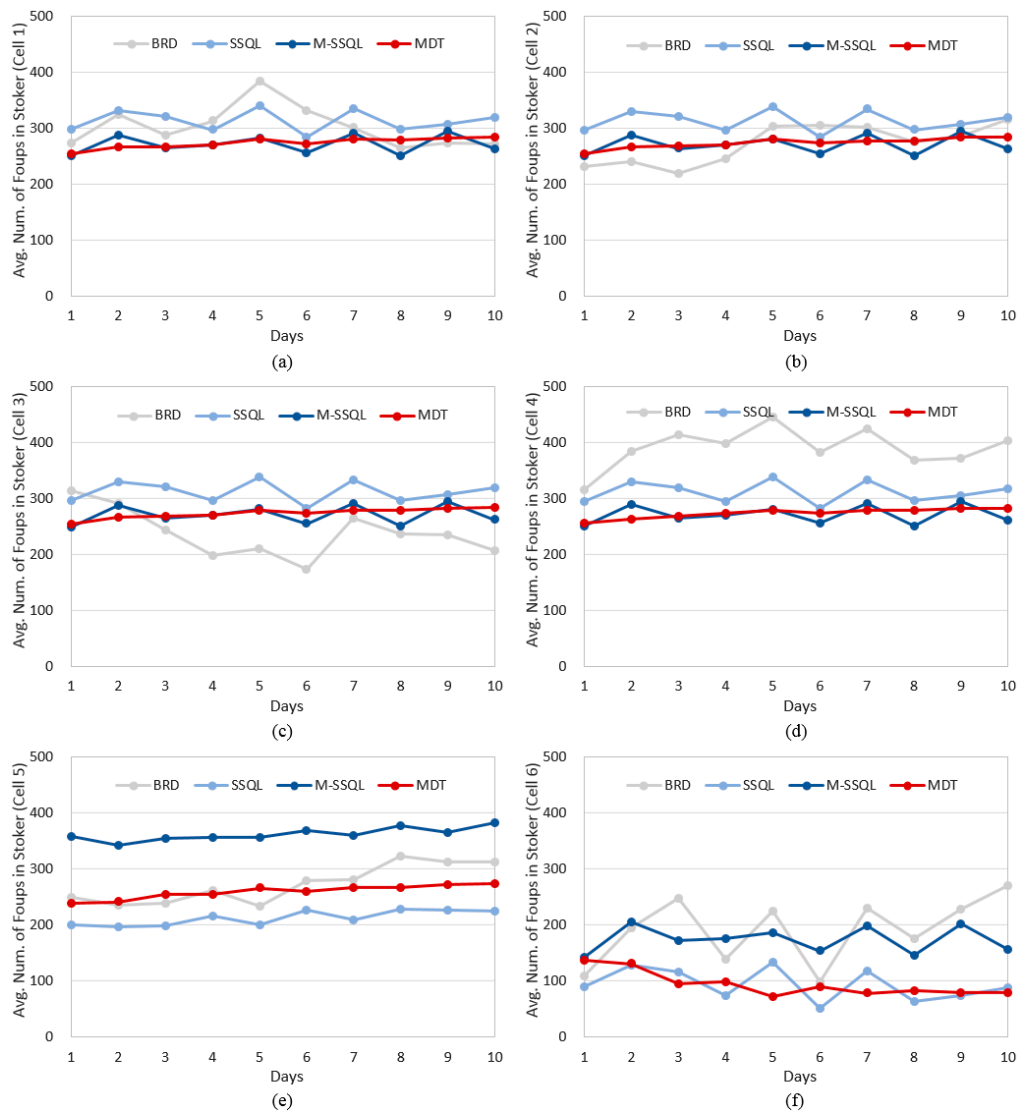 500
400
300
200
100
0
Avg. Num. of Foups in Stoker (Cell 1)
BRD SSQL M-SSQL MDT
1 2 3 4 5 6 7 8 9 10
Days
(a)
500
400
300
200
100
0
Avg. Num. of Foups in Stoker (Cell 2)
BRD SSQL M-SSQL MDT
1 2 3 4 5 6 7 8 9 10
Days
(b)
500
400
300
200
100
0
Avg. Num. of Foups in Stoker (Cell 3)
BRD SSQL M-SSQL MDT
1 2 3 4 5 6 7 8 9 10
Days
(c)
500
400
300
200
100
0
Avg. Num. of Foups in Stoker (Cell 4)
BRD SSQL M-SSQL MDT
1 2 3 4 5 6 7 8 9 10
Days
(d)
500
400
300
200
100
0
Avg. Num. of Foups in Stoker (Cell 5)
BRD SSQL M-SSQL MDT
1 2 3 4 5 6 7 8 9 10
Days
(e)
500
400
300
200
100
0
Avg. Num. of Foups in Stoker (Cell 6)
BRD SSQL M-SSQL MDT
1 2 3 4 5 6 7 8 9 10
Days
(f)